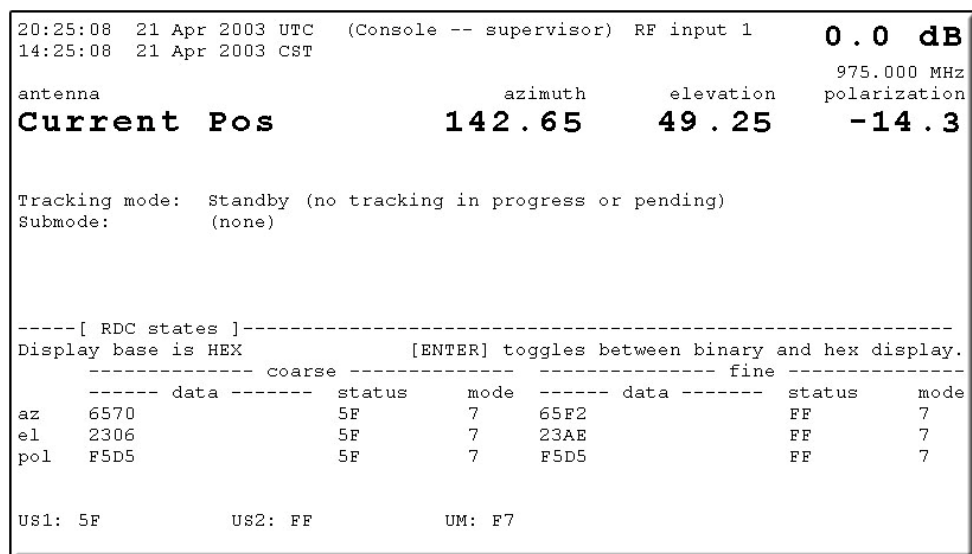 20:25:08 21 Apr 2003 UTC (Console -- supervisor) RF input 1 0.0 dB
14:25:08 21 Apr 2003 CST
975.000 MHz
antenna azimuth elevation polarization
Current Pos 142.65 49.25 -14.3
Tracking mode: Standby (no tracking in progress or pending)
Submode: (none)
-----[ RDC states ]-------------------------------------------------------------
Display base is HEX [ENTER] toggles between binary and hex display.
-------------- coarse -------------- --------------- fine ---------------
------ data ------- status mode ------ data ------- status mode
az 6570 5F 7 65F2 FF 7
el 2306 5F 7 23AE FF 7
pol F5D5 5F 7 F5D5 FF 7
US1: 5F US2: FF UM: F7